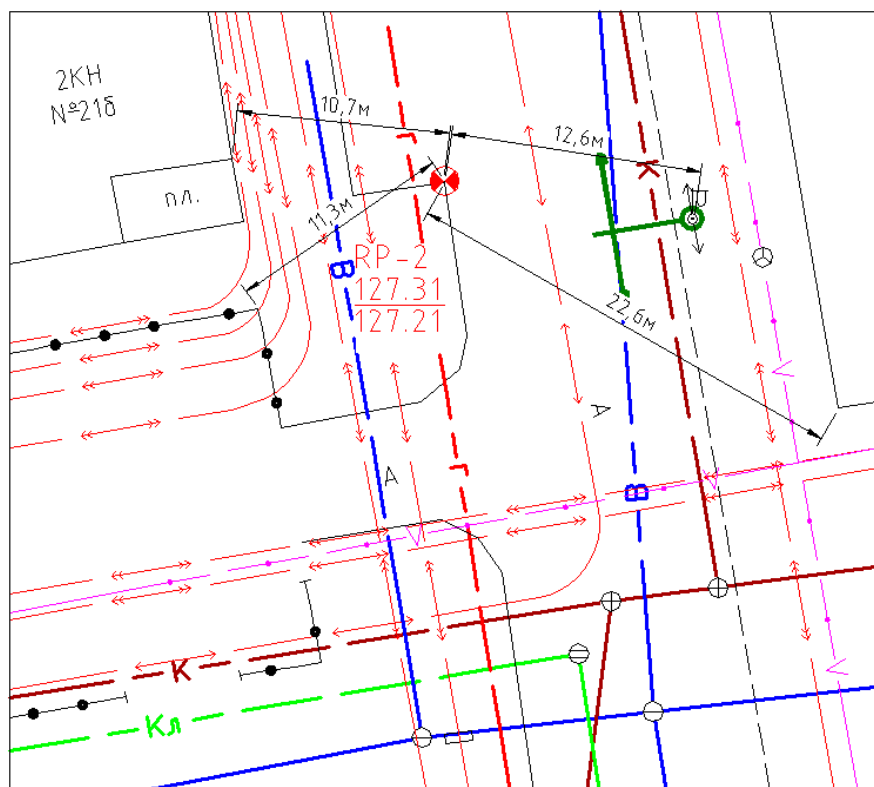 2КН
№21б
10,7м
12,6м
Г
К
пл.
11,3м
В
В
RP-2
127.31
127.21
22,6м
V
А
Г
А
V
В
V
К
V
Кл